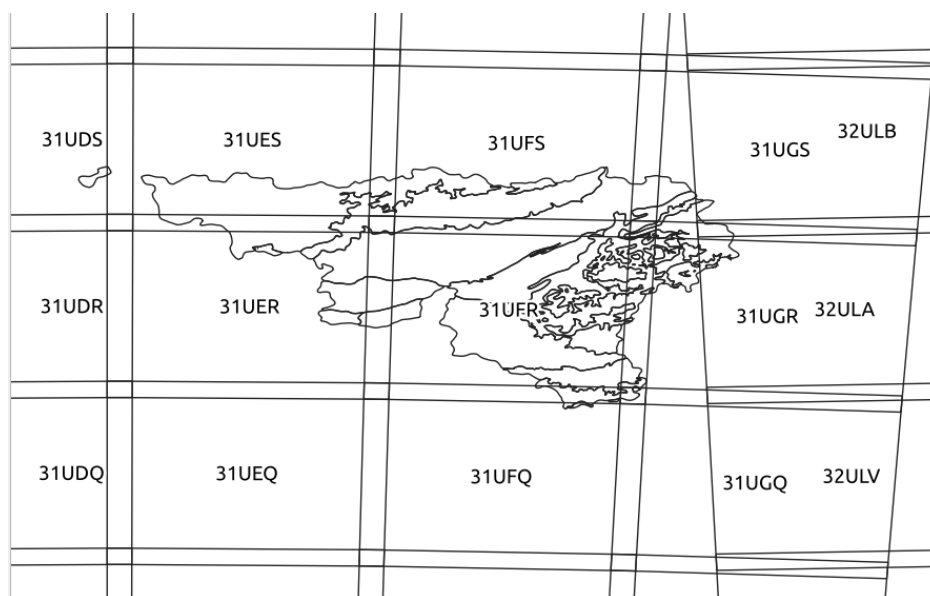 31UDS 31UES 31UFS 31UGS 32ULB
31UDR 31UER 31UFR 31UGR 32ULA
31UDQ 31UEQ 31UFQ 31UGQ 32ULV